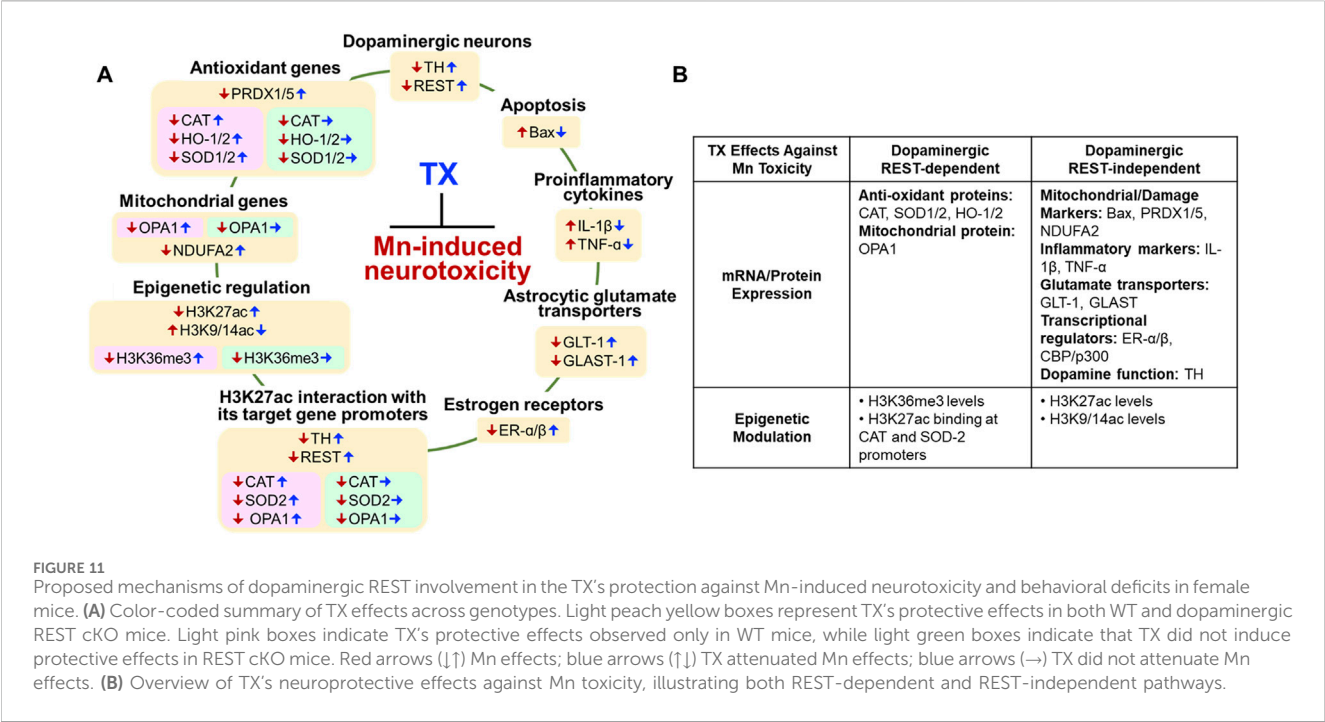 A
Dopaminergic neurons
↓TH↑
↓REST↑
Antioxidant genes
↓PRDX1/5↑
↓CAT↑
↓HO-1/2↑
↓SOD1/2↑
↓CAT→
↓HO-1/2→
↓SOD1/2→
Apoptosis
↑Bax↓
Proinflammatory
cytokines
↑IL-1β↓
↑TNF-α↓
TX
Mn-induced
neurotoxicity
Mitochondrial genes
↓OPA1↑
↓OPA1→
↓NDUFA2↑
Astrocytic glutamate
transporters
↓GLT-1↑
↓GLAST-1↑
Epigenetic regulation
↓H3K27ac↑
↑H3K9/14ac↓
↓H3K36me3↑
↓H3K36me3→
Estrogen receptors
↓ER-α/β↑
H3K27ac interaction with
its target gene promoters
↓TH↑
↓REST↑
↓CAT↑
↓SOD2↑
↓ OPA1↑
↓CAT→
↓SOD2→
↓OPA1→
B
TX Effects Against
Mn Toxicity
Dopaminergic
REST-dependent
Dopaminergic
REST-independent
mRNA/Protein
Expression
Anti-oxidant proteins:
CAT, SOD1/2, HO-1/2
Mitochondrial protein:
OPA1
Mitochondrial/Damage
Markers: Bax, PRDX1/5,
NDUFA2
Inflammatory markers: IL-
1β, TNF-α
Glutamate transporters:
GLT-1, GLAST
Transcriptional
regulators: ER-α/β,
CBP/p300
Dopamine function: TH
Epigenetic
Modulation
• H3K36me3 levels
• H3K27ac binding at
CAT and SOD-2
promoters
• H3K27ac levels
• H3K9/14ac levels
FIGURE 11
Proposed mechanisms of dopaminergic REST involvement in the TX's protection against Mn-induced neurotoxicity and behavioral deficits in female
mice. (A) Color-coded summary of TX effects across genotypes. Light peach yellow boxes represent TX's protective effects in both WT and dopaminergic
REST cKO mice. Light pink boxes indicate TX's protective effects observed only in WT mice, while light green boxes indicate that TX did not induce
protective effects in REST cKO mice. Red arrows (↓↑) Mn effects; blue arrows (↑↓) TX attenuated Mn effects; blue arrows (→) TX did not attenuate Mn
effects. (B) Overview of TX's neuroprotective effects against Mn toxicity, illustrating both REST-dependent and REST-independent pathways.